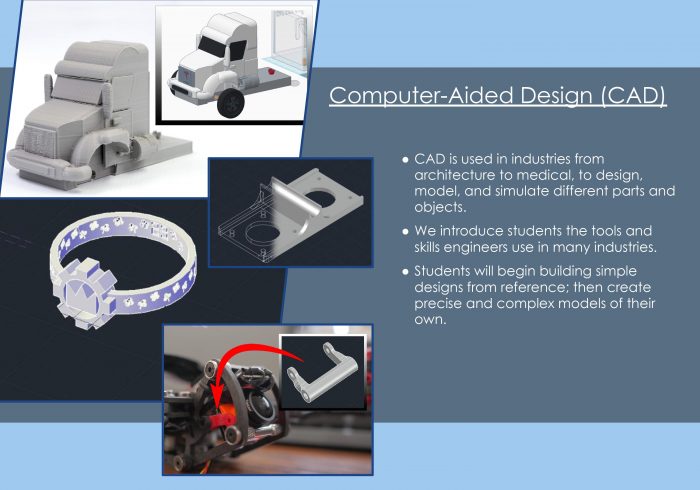 Computer-Aided Design (CAD)
● CAD is used in industries from
architecture to medical, to design,
model, and simulate different parts and
objects.
● We introduce students the tools and
skills engineers use in many industries.
● Students will begin building simple
designs from reference; then create
precise and complex models of their
own.